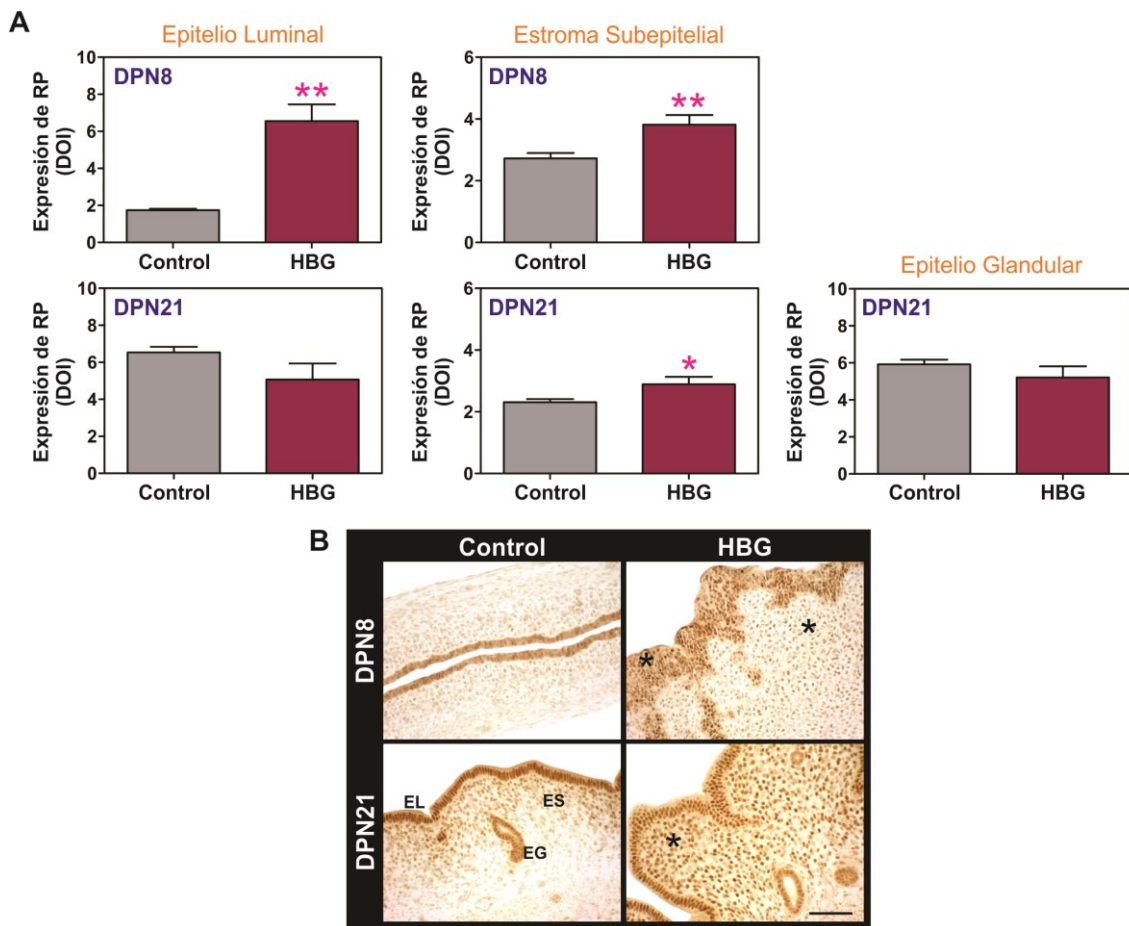 A
Epitelio Luminal
Estroma Subepitelial
Expresión de RP
(DOI)
10
8
6
4
2
0
DPN8
**
Control
HBG
Expresión de RP
(DOI)
6
4
2
0
DPN8
**
Control
HBG
Epitelio Glandular
Expresión de RP
(DOI)
10
8
6
4
2
0
DPN21
Control
HBG
Expresión de RP
(DOI)
6
4
2
0
DPN21
*
Control
HBG
Expresión de RP
(DOI)
10
8
6
4
2
0
DPN21
Control
HBG
B
Control
HBG
DPN8
*
*
DPN21
EL
ES
EG
*